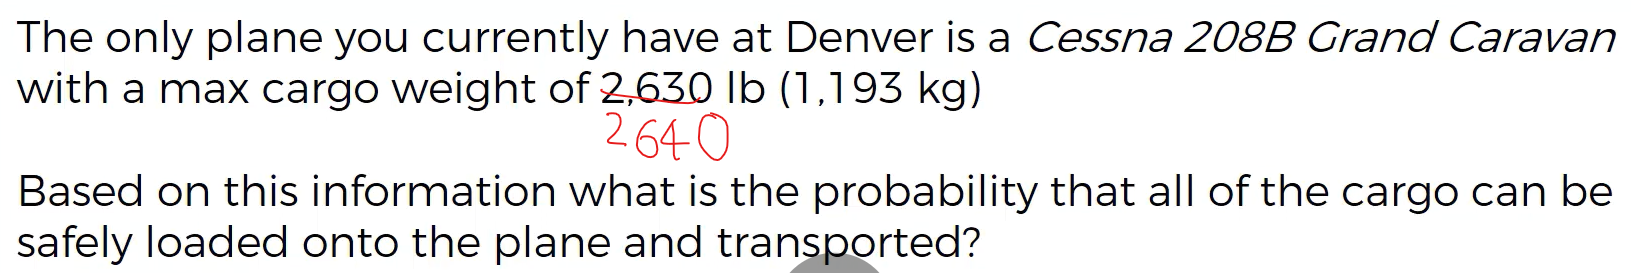 The only plane you currently have at Denver is a Cessna 208B Grand Caravan
with a max cargo weight of 2,630 lb (1,193 kg)
2640
Based on this information what is the probability that all of the cargo can be
safely loaded onto the plane and transported?